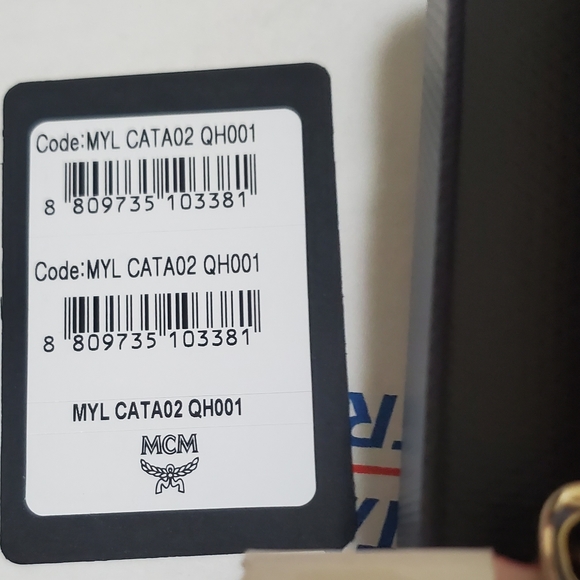 Code:MYL CATA02 QH001
8 809735 103381
Code:MYL CATA02 QH001
8 809735 103381
MYL CATA02 QH001
MCM